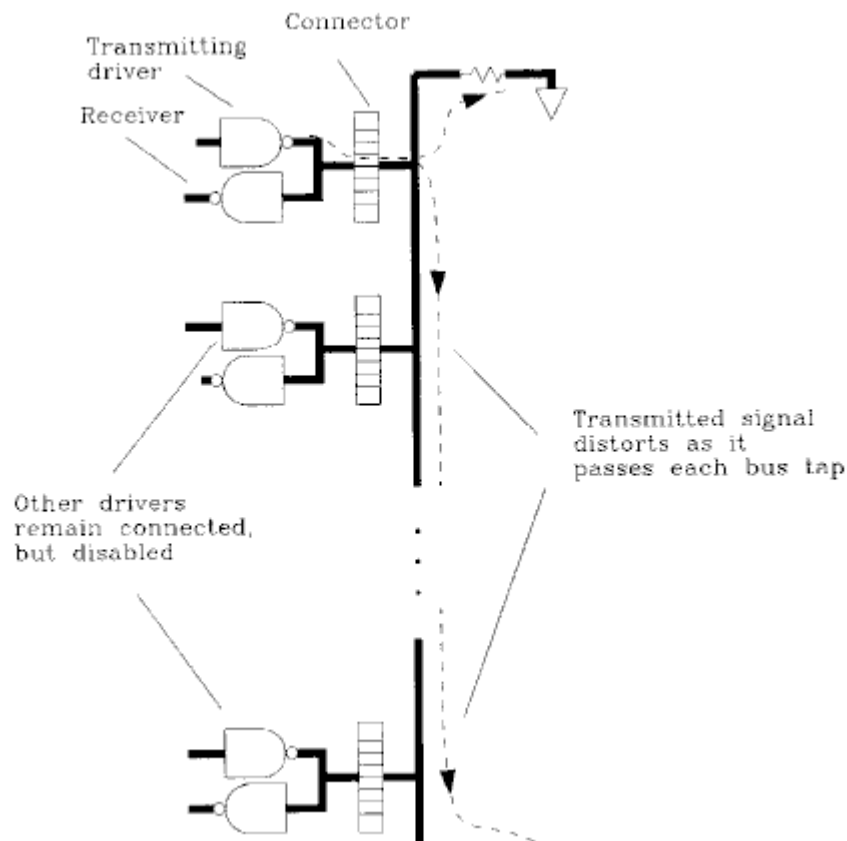 Connector
Transmitting
driver
Receiver
Transmitted signal
distorts as it
passes each bus tap
Other drivers
remain connected,
but disabled